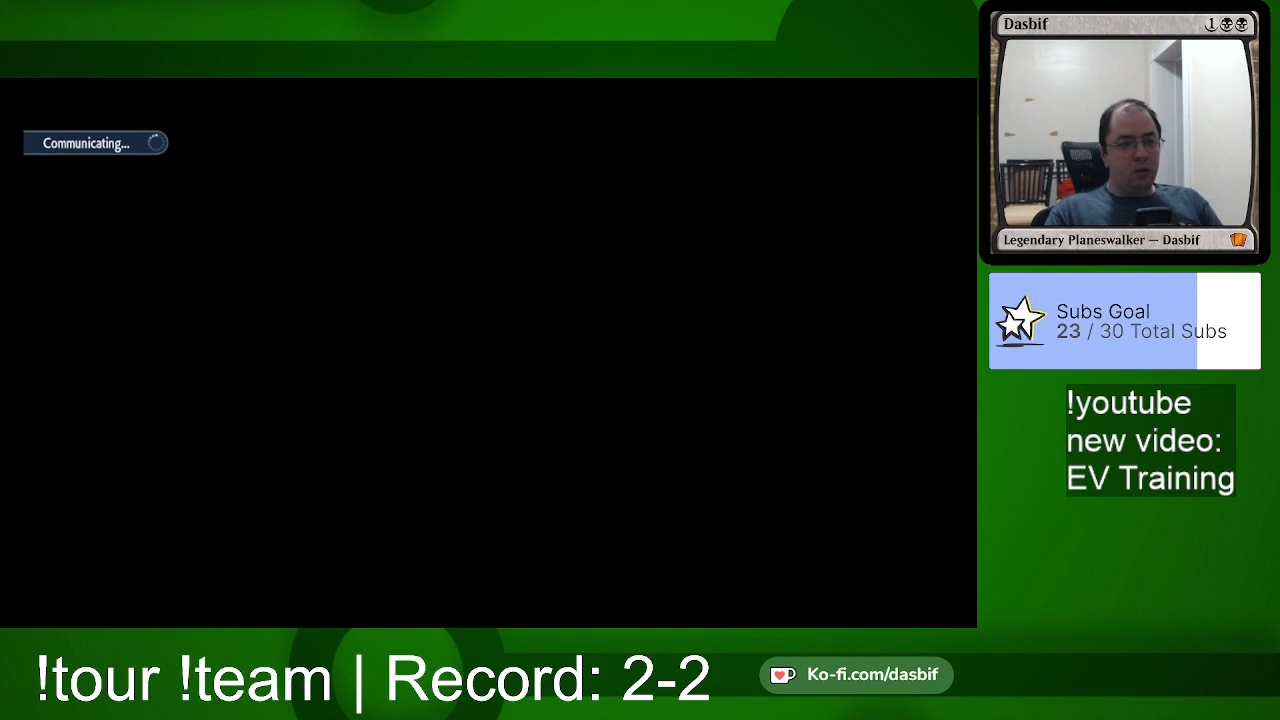 Dasbif
1
Communicating...
Legendary Planeswalker — Dasbif
Subs Goal
23 / 30 Total Subs
!youtube
new video:
EV Training
!tour !team | Record: 2-2
Ko-fi.com/dasbif